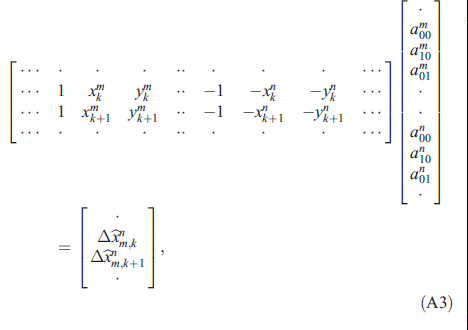 [ ··· · · · ·· · · · ··· ] [ ·
··· 1 x_k^m y_k^m ·· −1 −x_k^n −y_k^n ··· a_{00}^m
··· 1 x_{k+1}^m y_{k+1}^m ·· −1 −x_{k+1}^n −y_{k+1}^n ··· a_{10}^m
··· · · · ·· · · · ··· a_{01}^m
·
·
a_{00}^n
a_{10}^n
a_{01}^n
· ]
= [ ·
Δx̂_{m,k}^n
Δx̂_{m,k+1}^n
· ] ,
(A3)